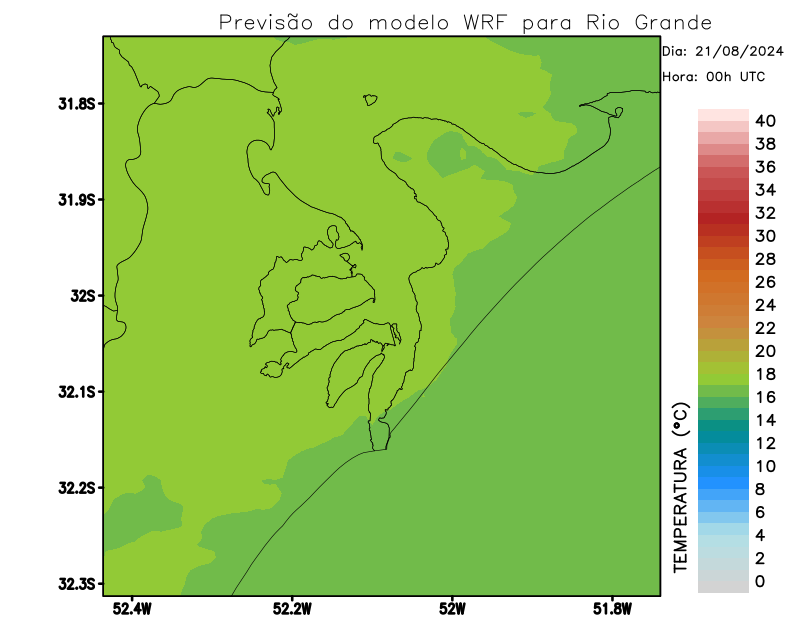 Previsão do modelo WRF para Rio Grande
Dia: 21/08/2024
Hora: 00h UTC
31.8S
31.9S
32S
32.1S
32.2S
32.3S
52.4W
52.2W
52W
51.8W
TEMPERATURA (ºC)
40
38
36
34
32
30
28
26
24
22
20
18
16
14
12
10
8
6
4
2
0